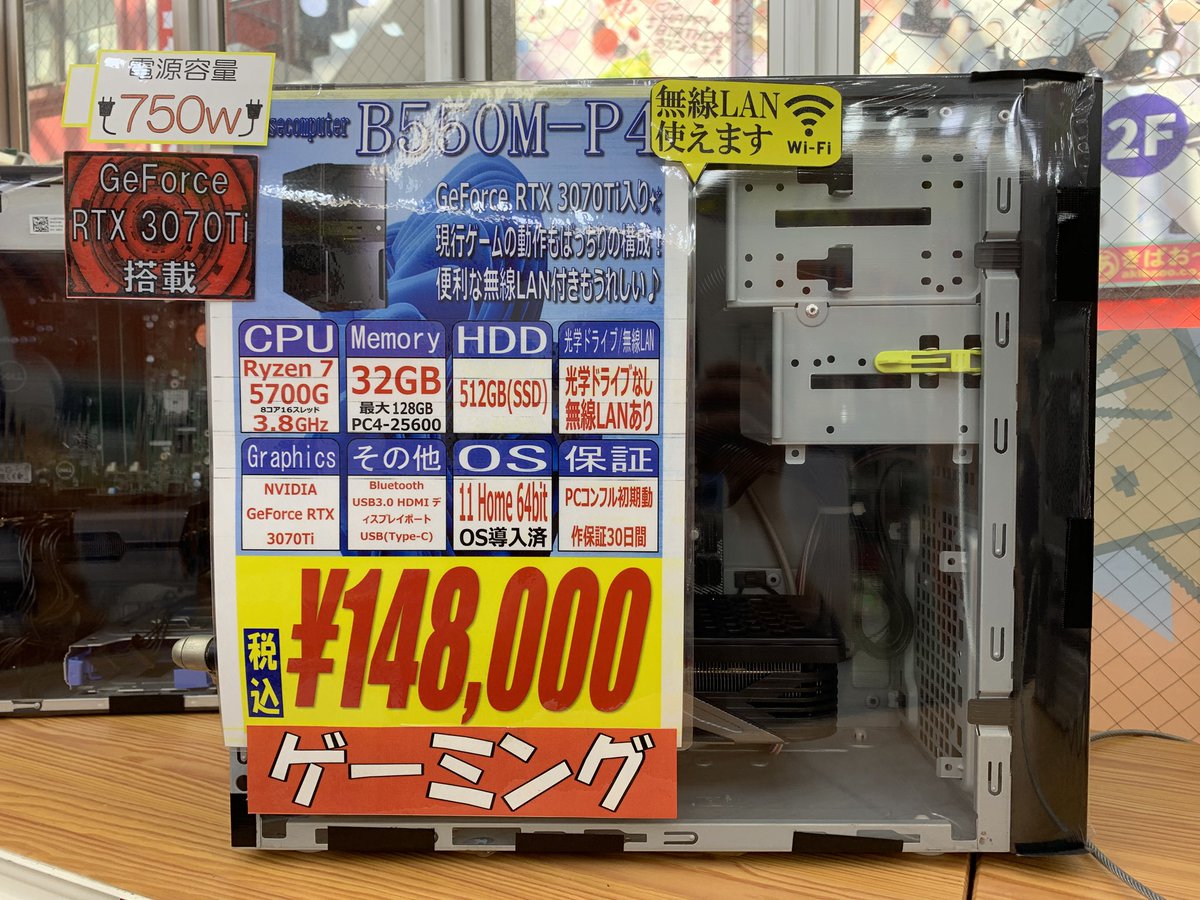 電源容量
750w
GeForce
RTX 3070Ti
搭載
secomputer
B550M-P4
無線LAN
使えます Wi-Fi
GeForce RTX 3070Ti入り
現行ゲームの動作もばっちりの構成！
便利な無線LAN付きもうれしい♪
CPU
Ryzen 7
5700G
8コア16スレッド
3.8GHz
Memory
32GB
最大128GB
PC4-25600
HDD
512GB(SSD)
光学ドライブ/無線LAN
光学ドライブなし
無線LANあり
Graphics
NVIDIA
GeForce RTX
3070Ti
その他
Bluetooth
USB3.0 HDMI デ
ィスプレイポート
USB(Type-C)
OS
11 Home 64bit
OS導入済
保証
PCコンフル初期動
作保証30日間
税込
¥148,000
ゲーミング
2F